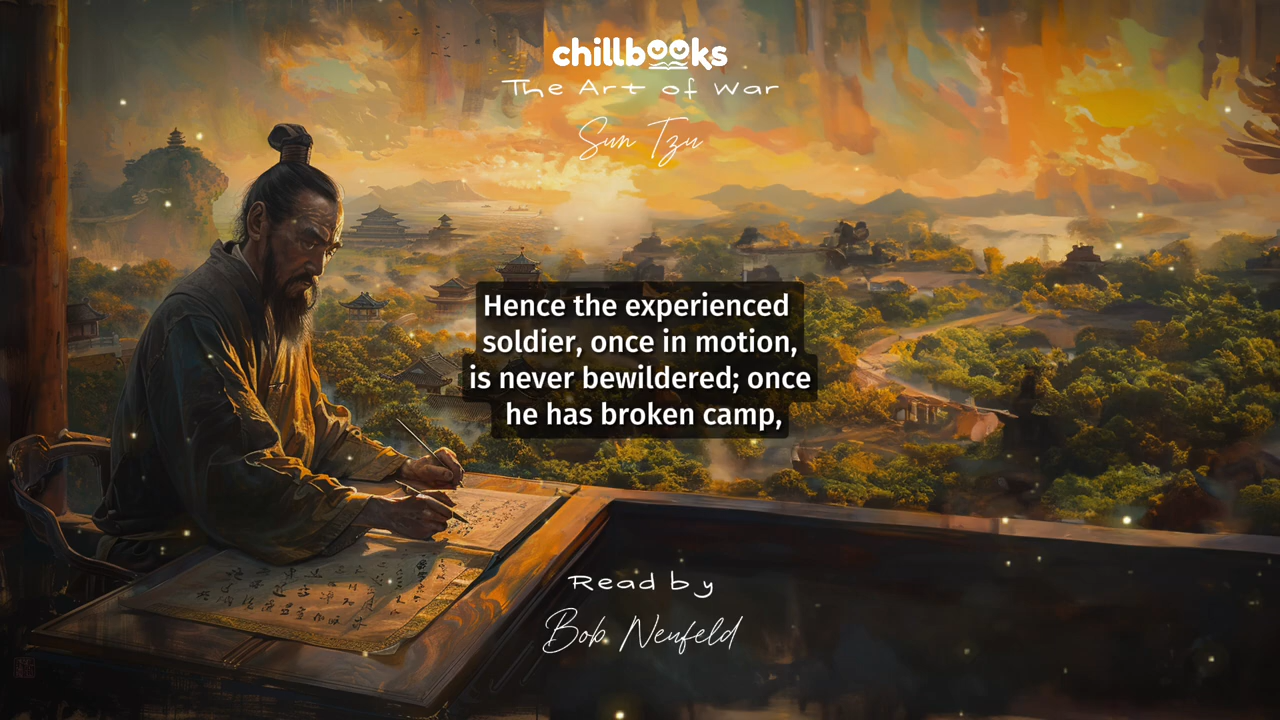 chillbooks
The Art of War
Sun Tzu
Hence the experienced
soldier, once in motion,
is never bewildered; once
he has broken camp,
Read by
Bob Neufeld